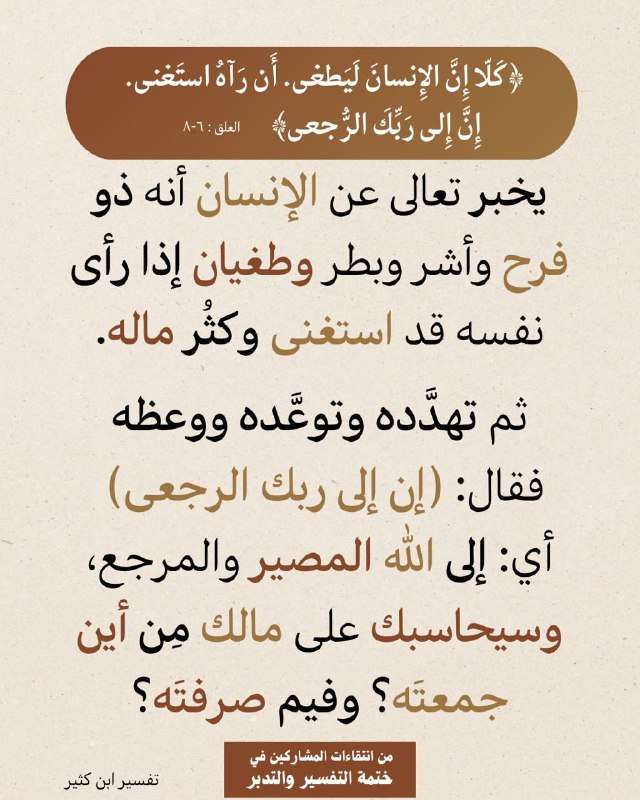 ﴿كَلّا إِنَّ الإِنسانَ لَيَطغى. أَن رَآهُ استَغنى.
إِنَّ إِلى رَبِّكَ الرُّجعى﴾ العلق : ٦-٨
يخبر تعالى عن الإنسان أنه ذو
فرح وأشر وبطر وطغيان إذا رأى
نفسه قد استغنى وكثُر ماله.
ثم تهدَّده وتوعَّده ووعظه
فقال: (إن إلى ربك الرجعى)
أي: إلى الله المصير والمرجع،
وسيحاسبك على مالك مِن أين
جمعتَه؟ وفيم صرفتَه؟
من انتقاءات المشاركين في
ختمة التفسير والتدبر
تفسير ابن كثير